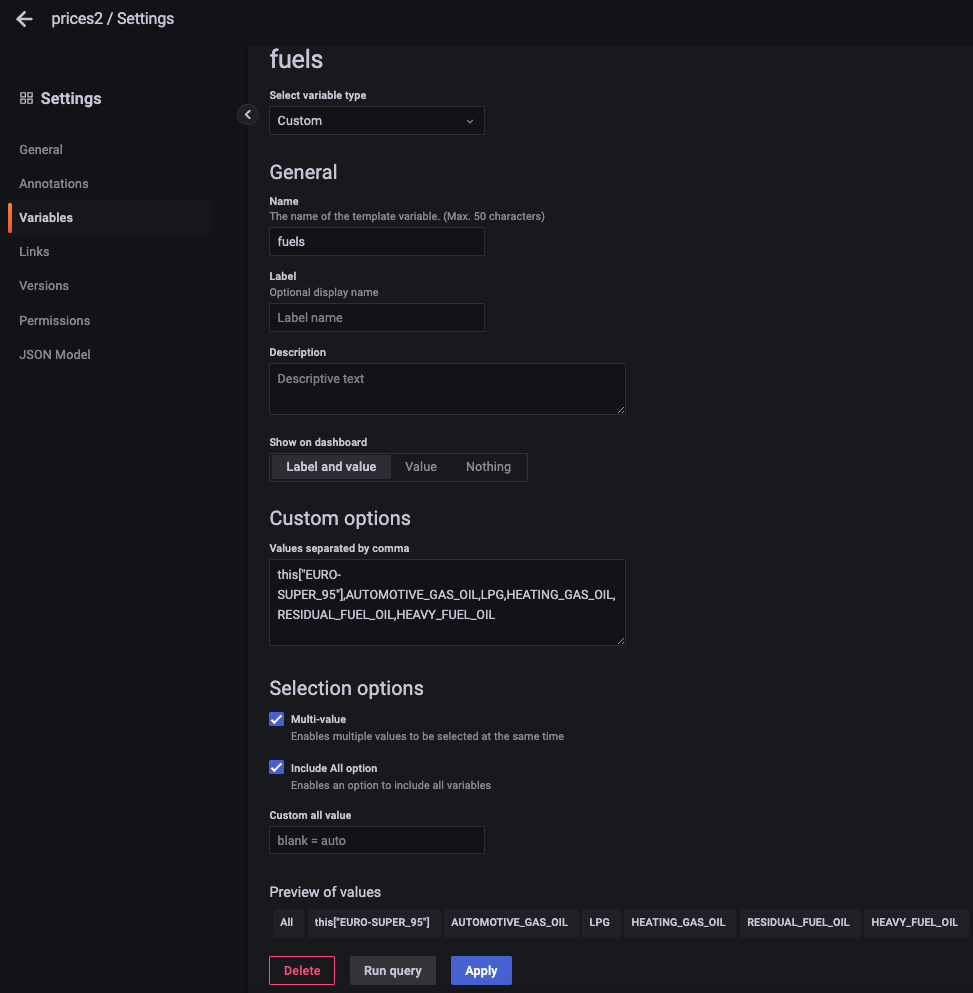 prices2 / Settings
fuels
Settings
Select variable type
Custom
General
General
Annotations
Variables
Links
Versions
Permissions
JSON Model
Name
The name of the template variable. (Max. 50 characters)
fuels
Label
Optional display name
Label name
Description
Descriptive text
Show on dashboard
Label and value Value Nothing
Custom options
Values separated by comma
this["EURO-
SUPER_95"],AUTOMOTIVE_GAS_OIL,LPG,HEATING_GAS_OIL,
RESIDUAL_FUEL_OIL,HEAVY_FUEL_OIL
Selection options
Multi-value
Enables multiple values to be selected at the same time
Include All option
Enables an option to include all variables
Custom all value
blank = auto
Preview of values
All this["EURO-SUPER_95"] AUTOMOTIVE_GAS_OIL LPG HEATING_GAS_OIL RESIDUAL_FUEL_OIL HEAVY_FUEL_OIL
Delete Run query Apply